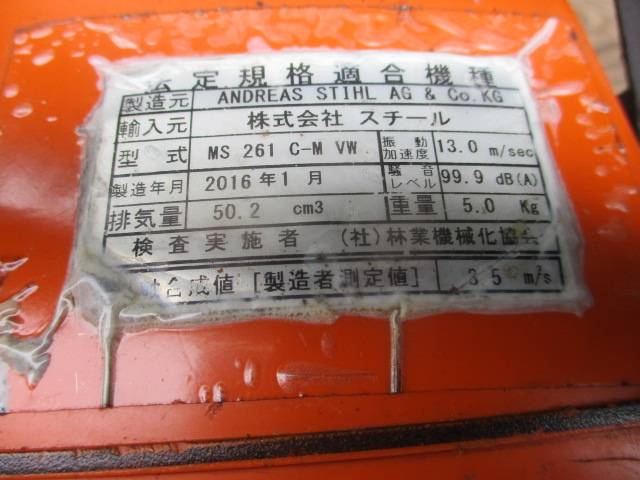 法定規格適合機種
製造元 ANDREAS STIHL AG & Co.KG
輸入元 株式会社 スチール
型式 MS 261 C-M VW 振動加速度 13.0 m/sec
製造年月 2016年1月 騒音レベル 99.9 dB(A)
排気量 50.2 cm3 重量 5.0 Kg
検査実施者 (社)林業機械化協会
合成値 [製造者測定値] 3.5 m/s